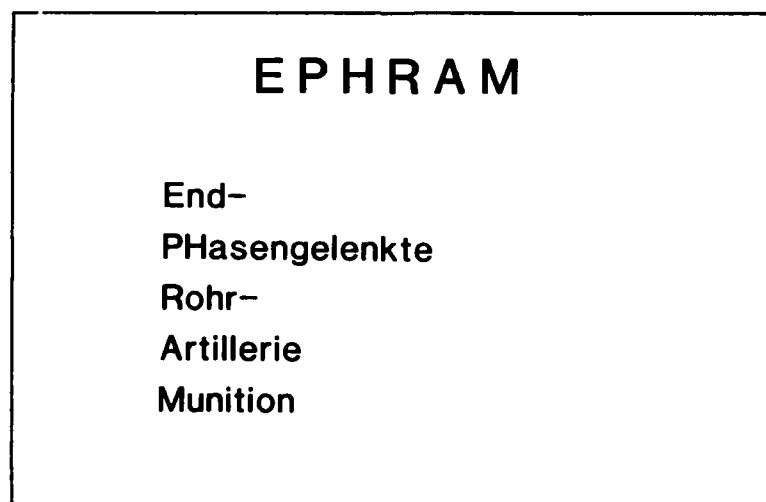 EPHRAM
End-
PHasengelenkte
Rohr-
Artillerie
Munition